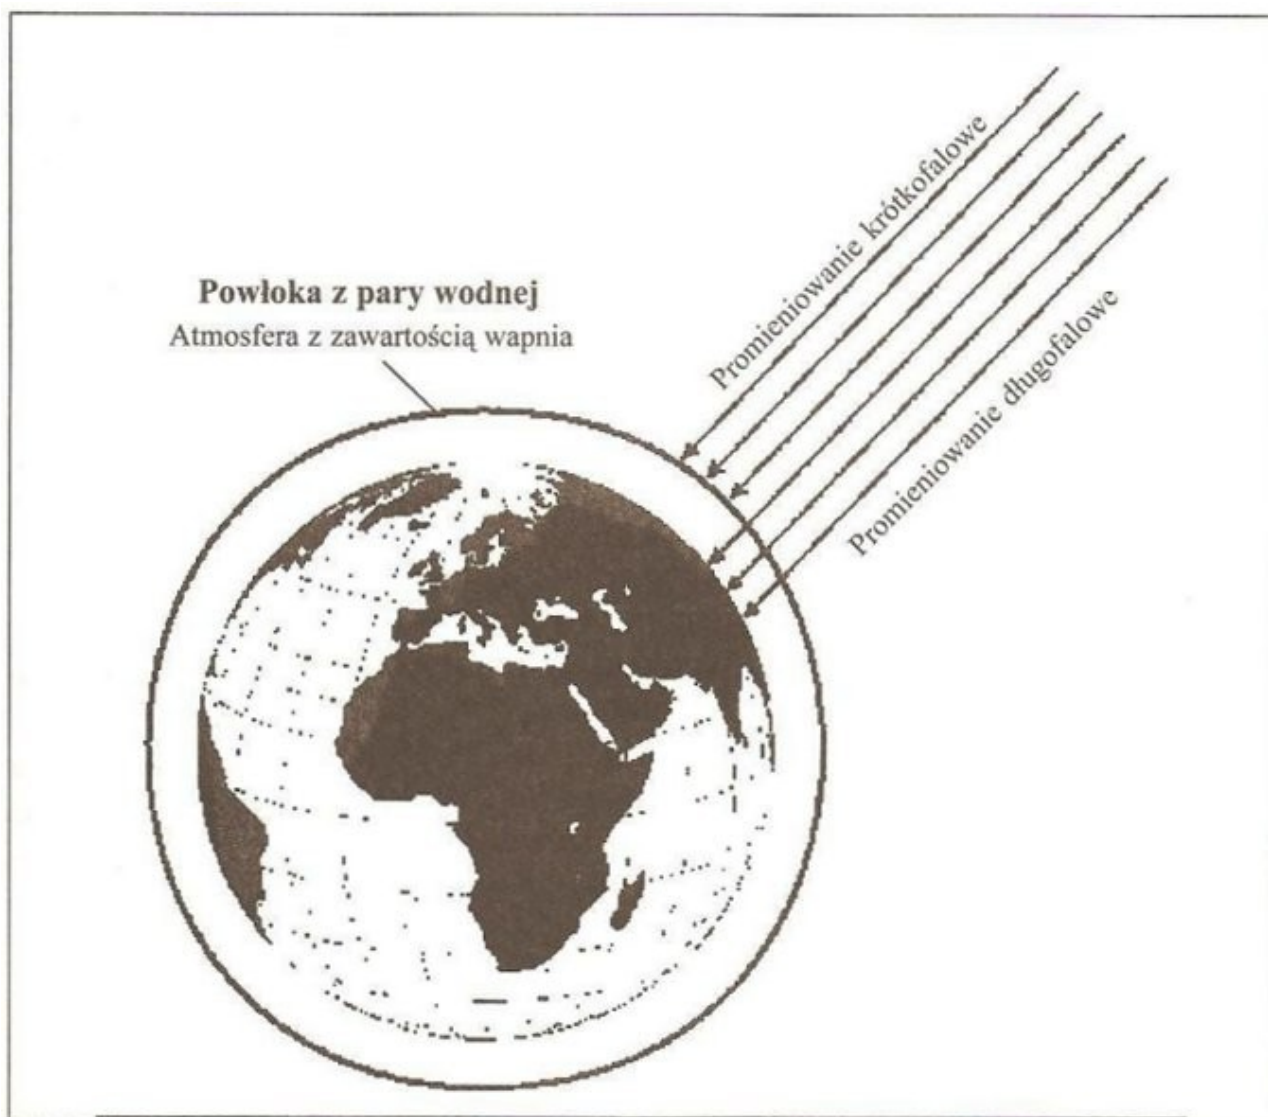 Powłoka z pary wodnej
Atmosfera z zawartością wapnia
Promieniowanie krótkofalowe
Promieniowanie długofalowe